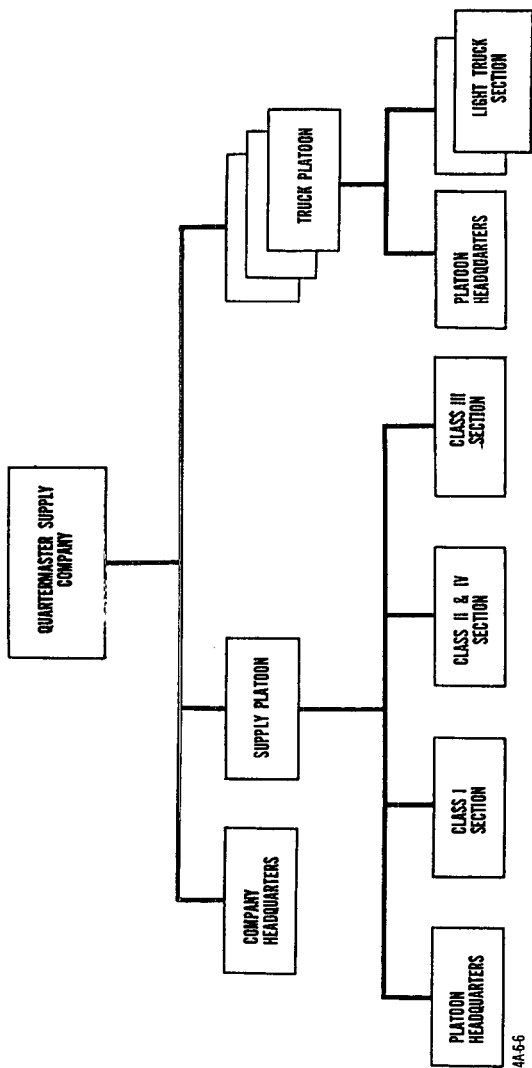 QUARTERMASTER SUPPLY
COMPANY
COMPANY
HEADQUARTERS
SUPPLY PLATOON
TRUCK PLATOON
PLATOON
HEADQUARTERS
CLASS I
SECTION
CLASS II & IV
SECTION
CLASS III
SECTION
PLATOON
HEADQUARTERS
LIGHT TRUCK
SECTION
4A-6-6